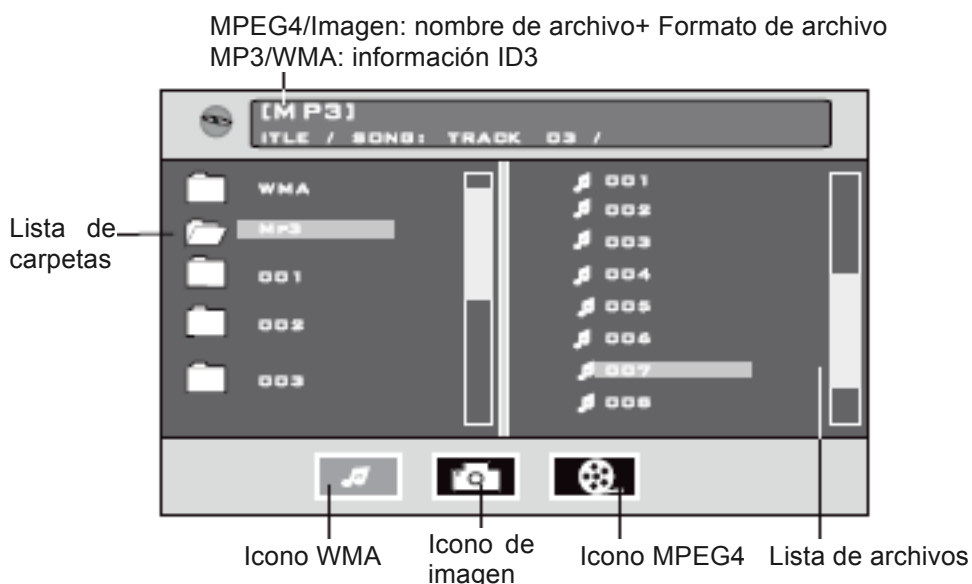 MPEG4/Imagen: nombre de archivo+ Formato de archivo
MP3/WMA: información ID3
[MP3]
ITLE / SONG: TRACK 03 /
WMA
MP3
001
002
003
001
002
003
004
005
006
007
008
Lista de
carpetas
Icono WMA
Icono de
imagen
Icono MPEG4
Lista de archivos